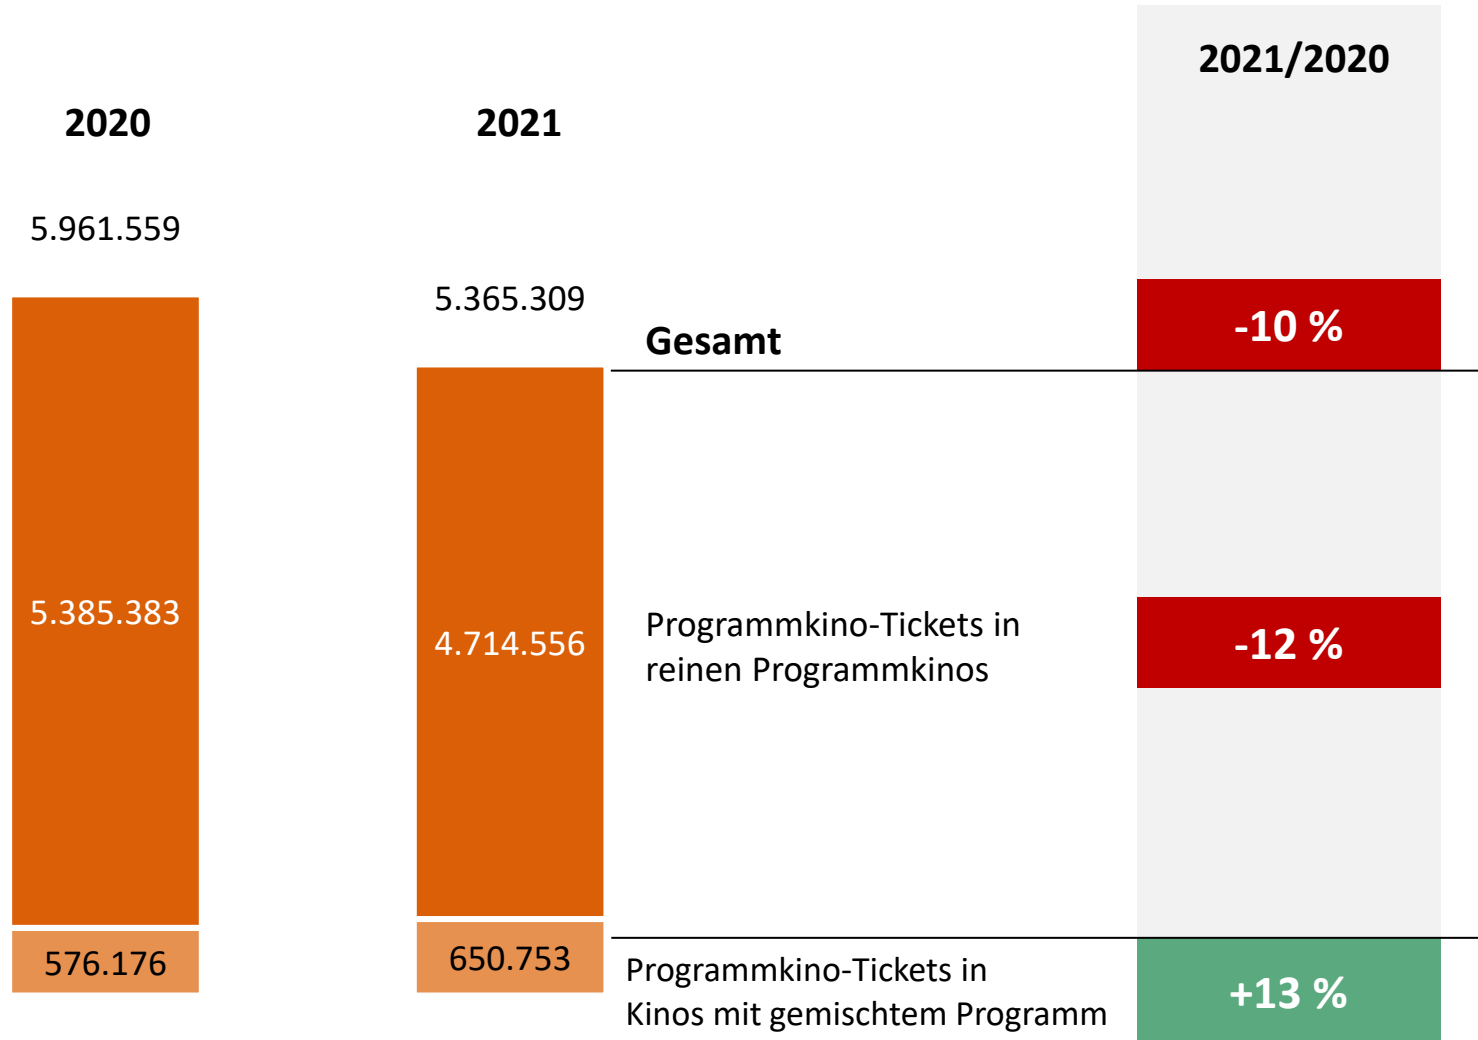 2021/2020
2020
2021
5.961.559
5.365.309
Gesamt
-10 %
5.385.383
4.714.556
Programmkino-Tickets in
reinen Programmkinos
-12 %
576.176
650.753
Programmkino-Tickets in
Kinos mit gemischtem Programm
+13 %